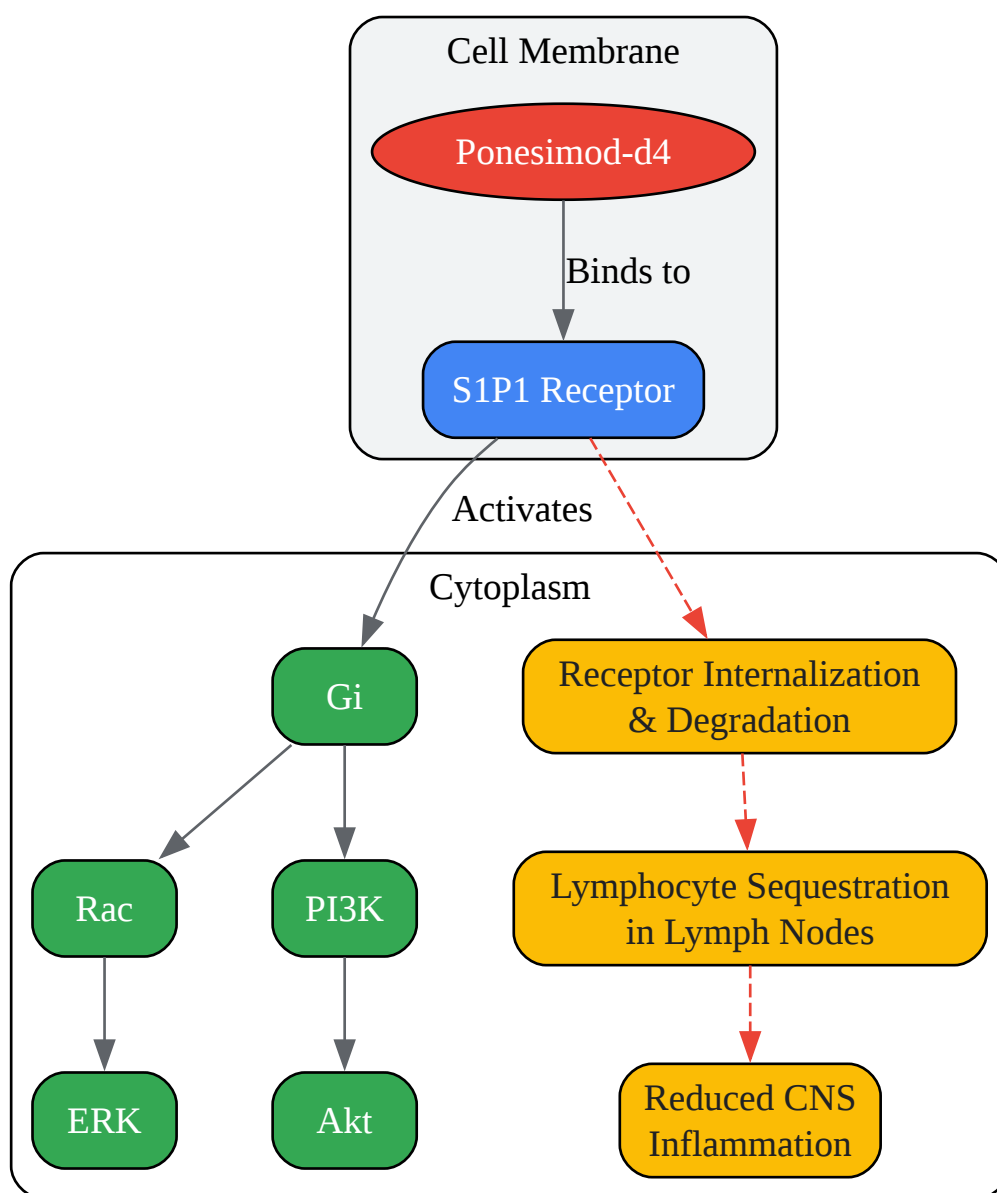 Cell Membrane
Ponesimod-d4
Binds to
S1P1 Receptor
Activates
Cytoplasm
Gi
Receptor Internalization
& Degradation
Rac
PI3K
Lymphocyte Sequestration
in Lymph Nodes
ERK
Akt
Reduced CNS
Inflammation